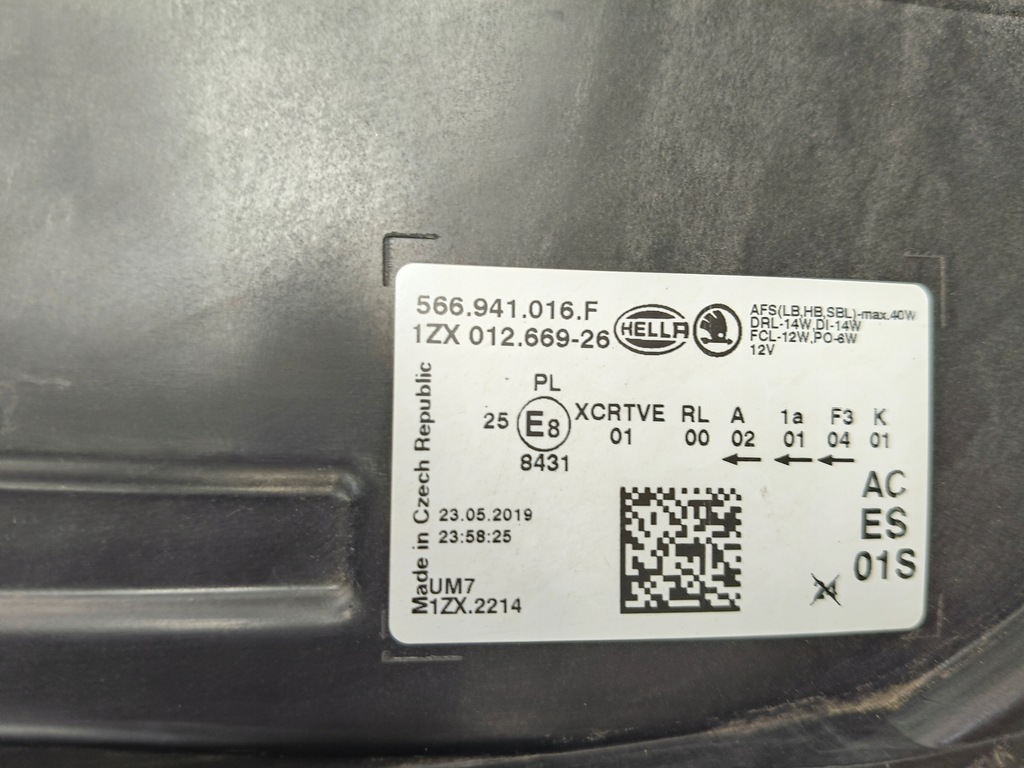 566.941.016.F
1ZX 012.669-26
HELLA
AFS(LB,HB,SBL)-max.40W
DRL-14W,DI-14W
FCL-12W,PO-6W
12V
Made in Czech Republic
PL
25 E8
8431
XCRTVE RL A 1a F3 K
01 00 02 01 04 01
AC
ES
01S
23.05.2019
23:58:25
UM7
1ZX.2214